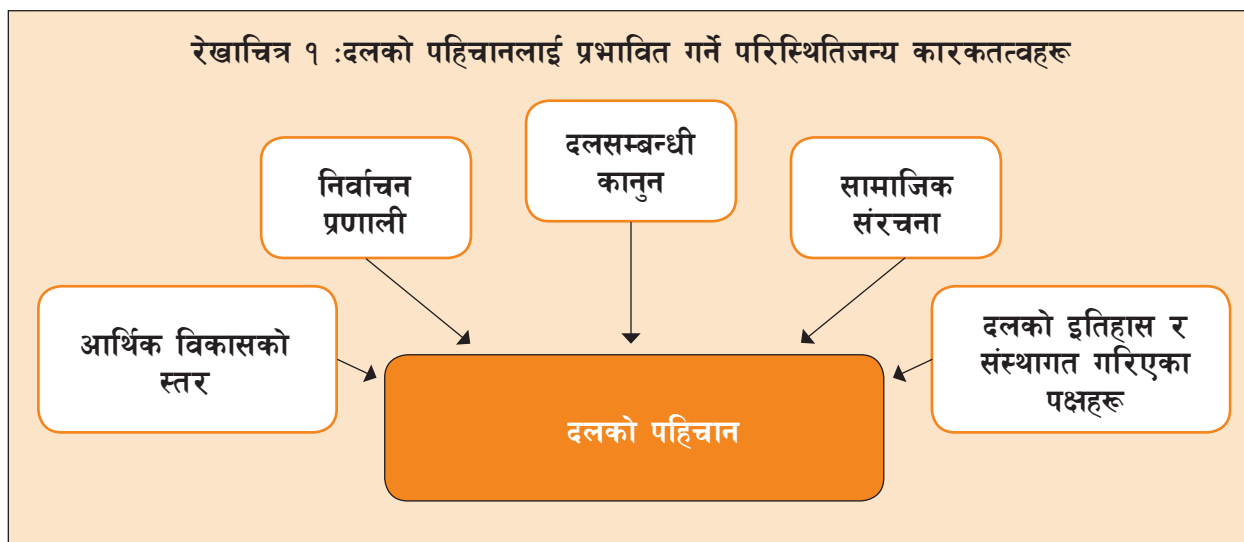 रेखाचित्र १ :दलको पहिचानलाई प्रभावित गर्ने परिस्थितिजन्य कारकतत्वहरू
दलसम्बन्धी
कानुन
निर्वाचन
प्रणाली
सामाजिक
संरचना
आर्थिक विकासको
स्तर
दलको इतिहास र
संस्थागत गरिएका
पक्षहरू
दलको पहिचान